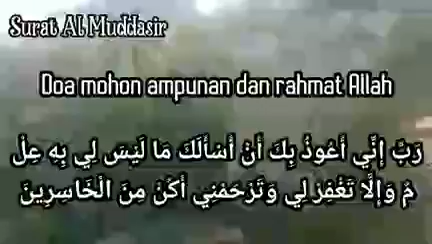 Surat Al Muddasir
Doa mohon ampunan dan rahmat Allah
رَبِّ إِنِّي أَعُوذُ بِكَ أَنْ أَسْأَلَكَ مَا لَيْسَ لِي بِهِ عِلْ
مٌ وَإِلَّا تَغْفِرْ لِي وَتَرْحَمْنِي أَكُنْ مِنَ الْخَاسِرِينَ